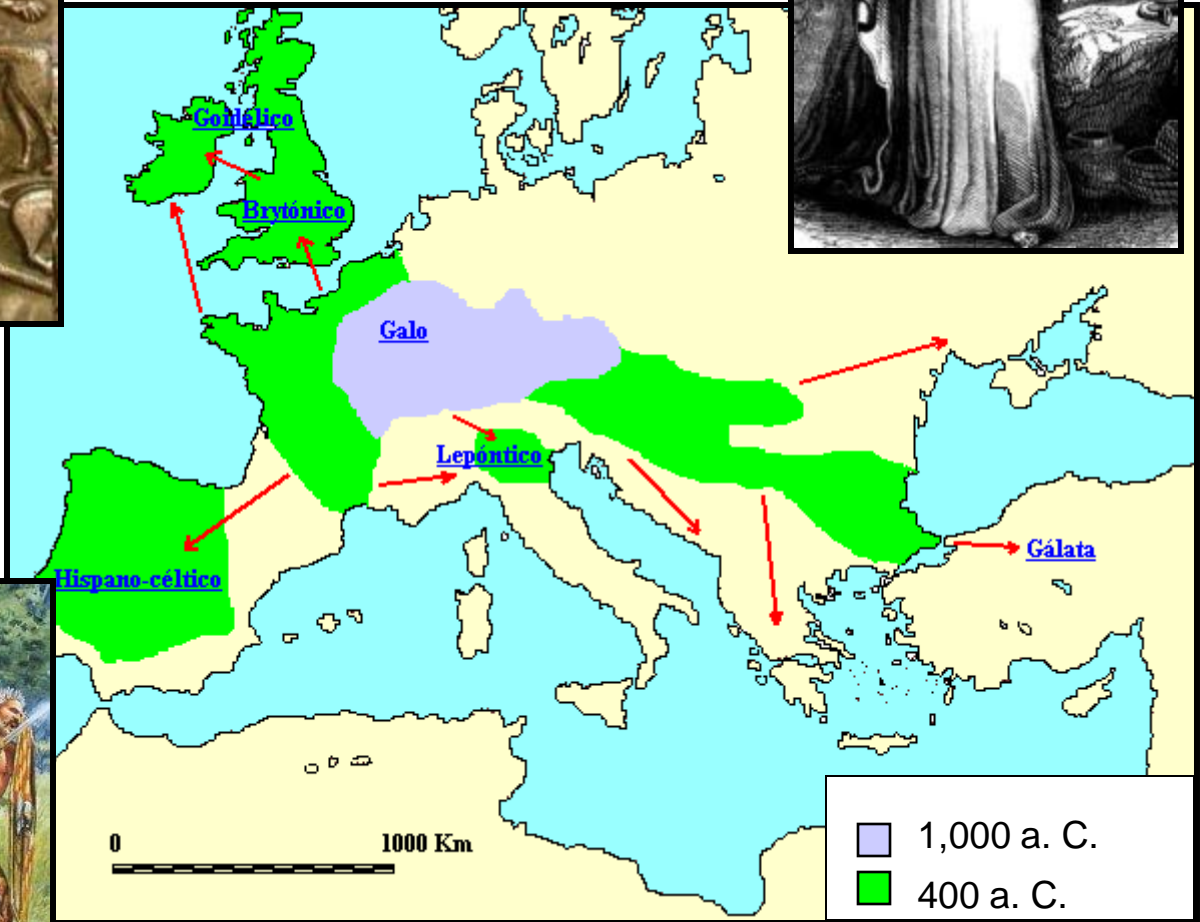 Goidélico
Brytónico
Galo
Lepóntico
Hispano-céltico
Gálata
0 1000 Km
1,000 a. C.
400 a. C.